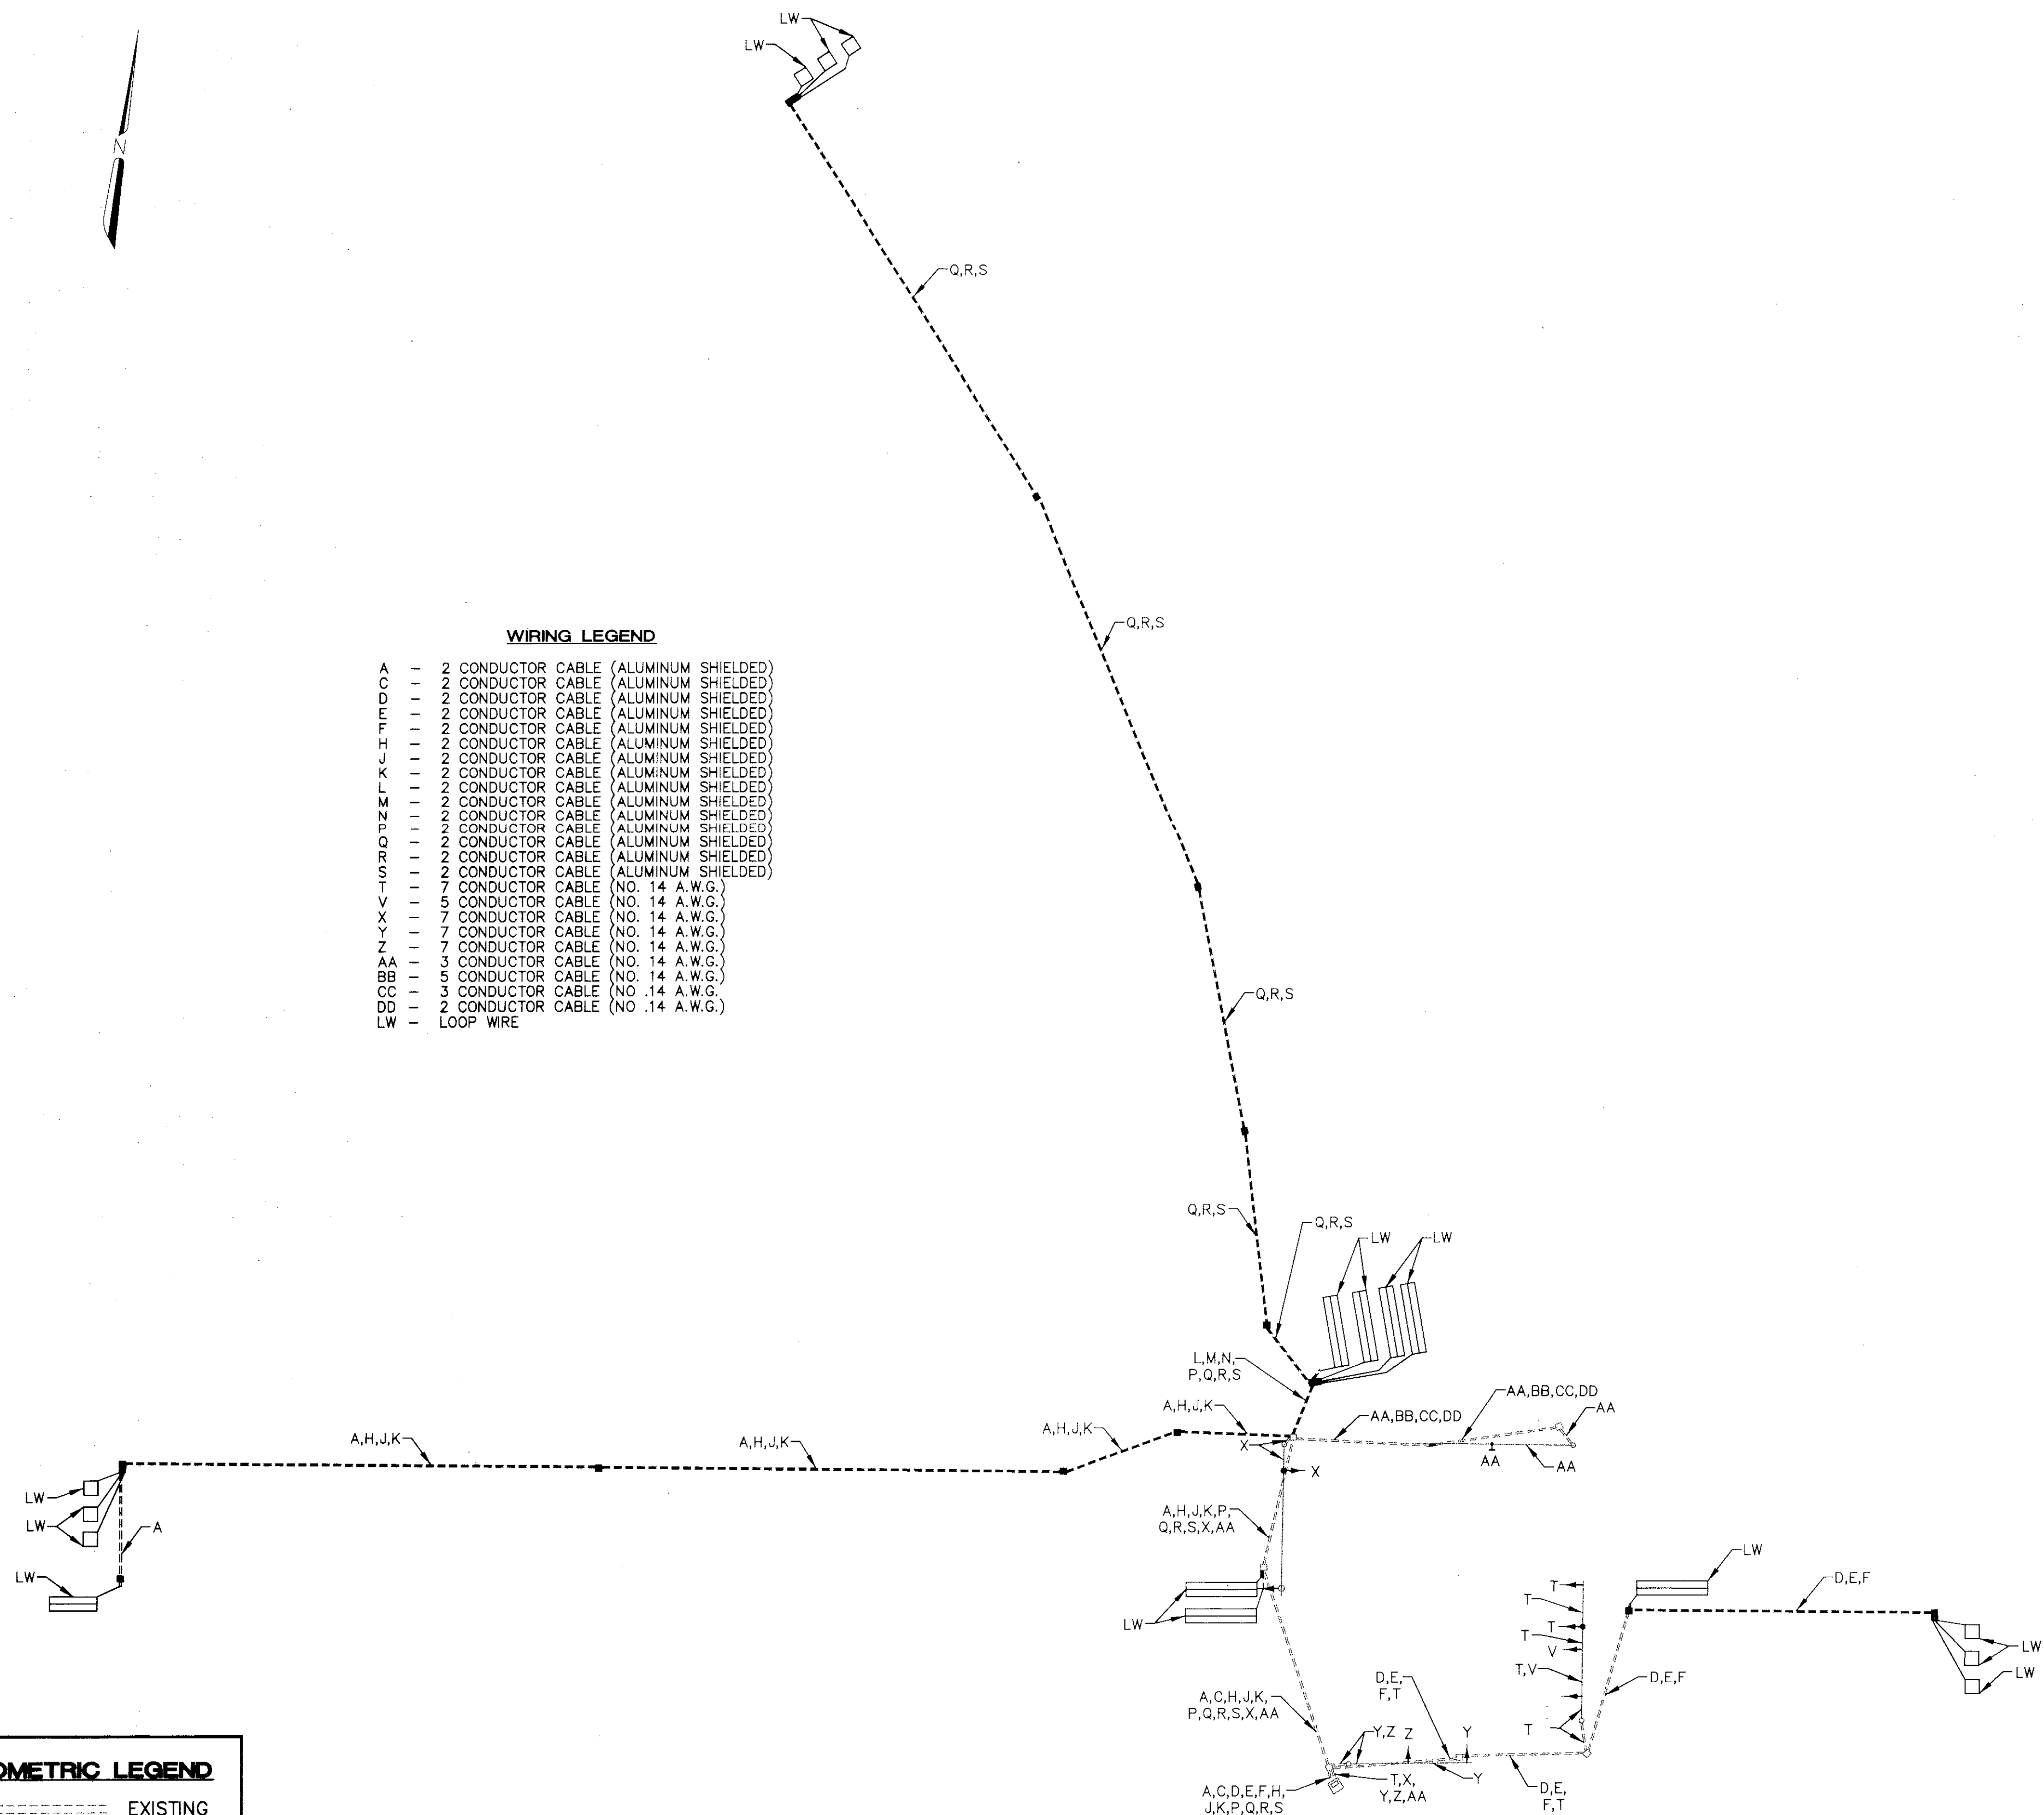 LW
LW
N
Q,R,S
Q,R,S
WIRING LEGEND
A – 2 CONDUCTOR CABLE (ALUMINUM SHIELDED)
C – 2 CONDUCTOR CABLE (ALUMINUM SHIELDED)
D – 2 CONDUCTOR CABLE (ALUMINUM SHIELDED)
E – 2 CONDUCTOR CABLE (ALUMINUM SHIELDED)
F – 2 CONDUCTOR CABLE (ALUMINUM SHIELDED)
H – 2 CONDUCTOR CABLE (ALUMINUM SHIELDED)
J – 2 CONDUCTOR CABLE (ALUMINUM SHIELDED)
K – 2 CONDUCTOR CABLE (ALUMINUM SHIELDED)
L – 2 CONDUCTOR CABLE (ALUMINUM SHIELDED)
M – 2 CONDUCTOR CABLE (ALUMINUM SHIELDED)
N – 2 CONDUCTOR CABLE (ALUMINUM SHIELDED)
P – 2 CONDUCTOR CABLE (ALUMINUM SHIELDED)
Q – 2 CONDUCTOR CABLE (ALUMINUM SHIELDED)
R – 2 CONDUCTOR CABLE (ALUMINUM SHIELDED)
S – 2 CONDUCTOR CABLE (ALUMINUM SHIELDED)
T – 7 CONDUCTOR CABLE (NO. 14 A.W.G.)
V – 5 CONDUCTOR CABLE (NO. 14 A.W.G.)
X – 7 CONDUCTOR CABLE (NO. 14 A.W.G.)
Y – 7 CONDUCTOR CABLE (NO. 14 A.W.G.)
Z – 7 CONDUCTOR CABLE (NO. 14 A.W.G.)
AA – 3 CONDUCTOR CABLE (NO. 14 A.W.G.)
BB – 5 CONDUCTOR CABLE (NO. 14 A.W.G.)
CC – 3 CONDUCTOR CABLE (NO .14 A.W.G.
DD – 2 CONDUCTOR CABLE (NO .14 A.W.G.)
LW – LOOP WIRE
Q,R,S
Q,R,S
Q,R,S
LW
LW
L,M,N,
P,Q,R,S
A,H,J,K
A,H,J,K
A,H,J,K
A,H,J,K
AA,BB,CC,DD
AA,BB,CC,DD
AA
X
X
AA
AA
LW
LW
A
LW
A,H,J,K,P,
Q,R,S,X,AA
LW
T
T
T
T
V
T,V
T
LW
D,E,F
D,E,F
LW
LW
A,C,H,J,K,
P,Q,R,S,X,AA
D,E,
F,T
Y,Z
Z
Y
Y
D,E,
F,T
A,C,D,E,F,H,
J,K,P,Q,R,S
T,X,
Y,Z,AA
OMETRIC LEGEND
EXISTING